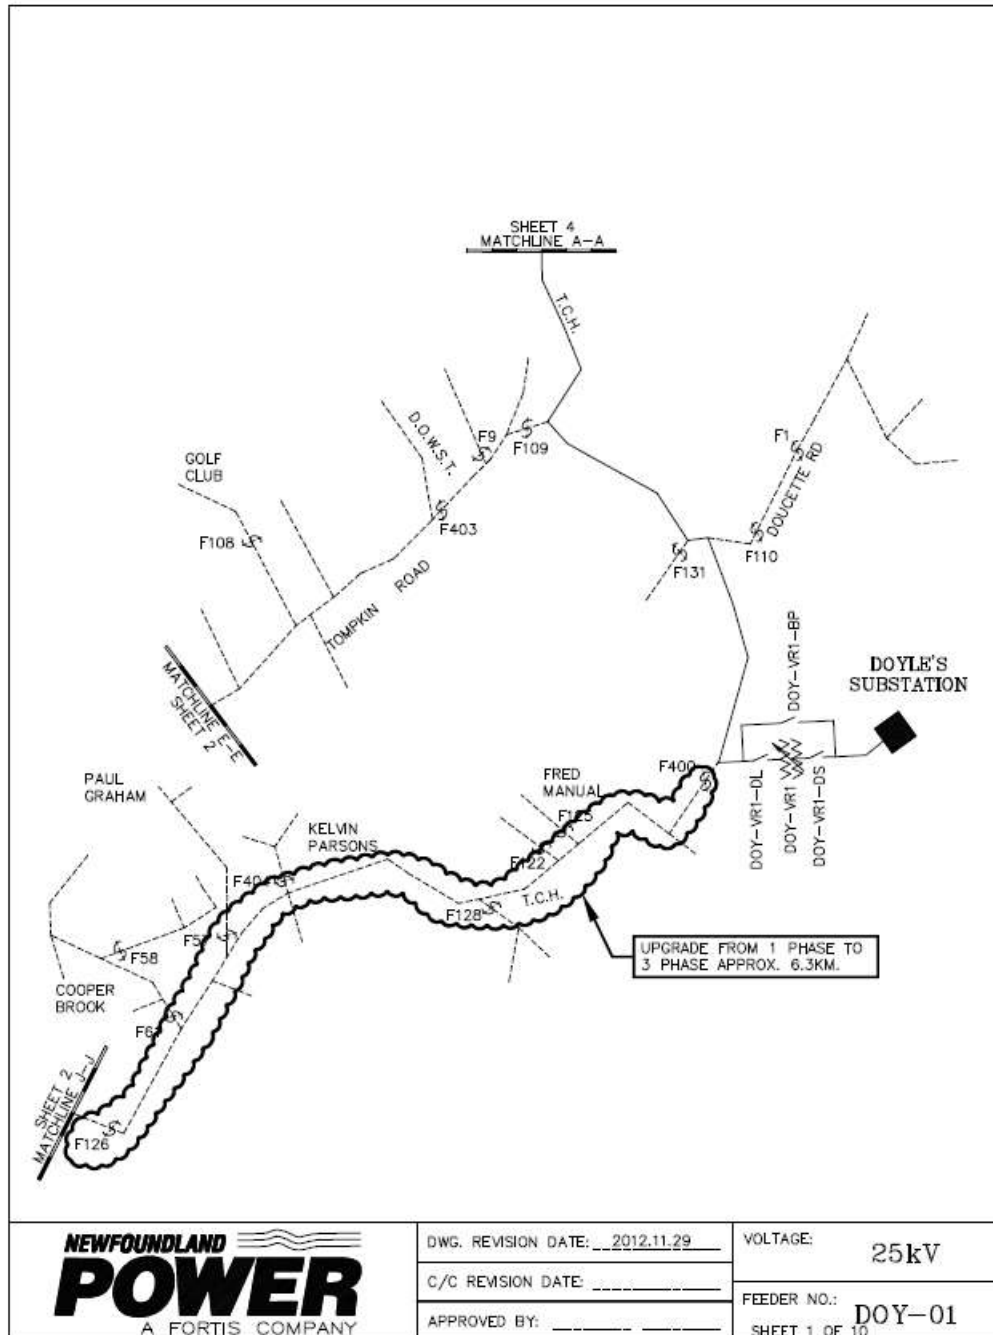 SHEET 4
MATCHLINE A-A
T.C.H.
D.O.W.S.T.
F9
F109
F1
DOUCETTE RD
GOLF
CLUB
F403
F108
F110
F131
TOMPKIN ROAD
DOY-VR1-BP
MATCHLINE E-E
SHEET 2
DOYLE'S
SUBSTATION
F400
FRED
MANUAL
DOY-VR1-DL
DOY-VR1
DOY-VR1-DS
PAUL
GRAHAM
KELVIN
PARSONS
F122
T.C.H.
F128
F58
UPGRADE FROM 1 PHASE TO
3 PHASE APPROX. 6.3KM.
COOPER
BROOK
SHEET 2
MATCHLINE J-J
F126
NEWFOUNDLAND
POWER
A FORTIS COMPANY
DWG. REVISION DATE: 2012.11.29
C/C REVISION DATE:
APPROVED BY:
VOLTAGE:
25kV
FEEDER NO.:
DOY-01
SHEET 1 OF 10